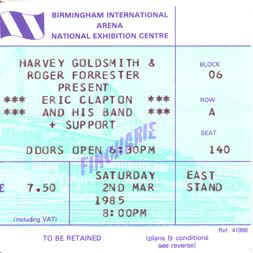 BIRMINGHAM INTERNATIONAL
ARENA
NATIONAL EXHIBITION CENTRE
HARVEY GOLDSMITH &
ROGER FORRESTER
PRESENT
*** ERIC CLAPTON ***
*** AND HIS BAND ***
+ SUPPORT
DOORS OPEN 6:30PM
BLOCK
06
ROW
A
SEAT
140
FINCHARIE
£ 7.50
(including VAT)
SATURDAY
2ND MAR
1985
8:00PM
EAST
STAND
TO BE RETAINED
(plans & conditions
see reverse)